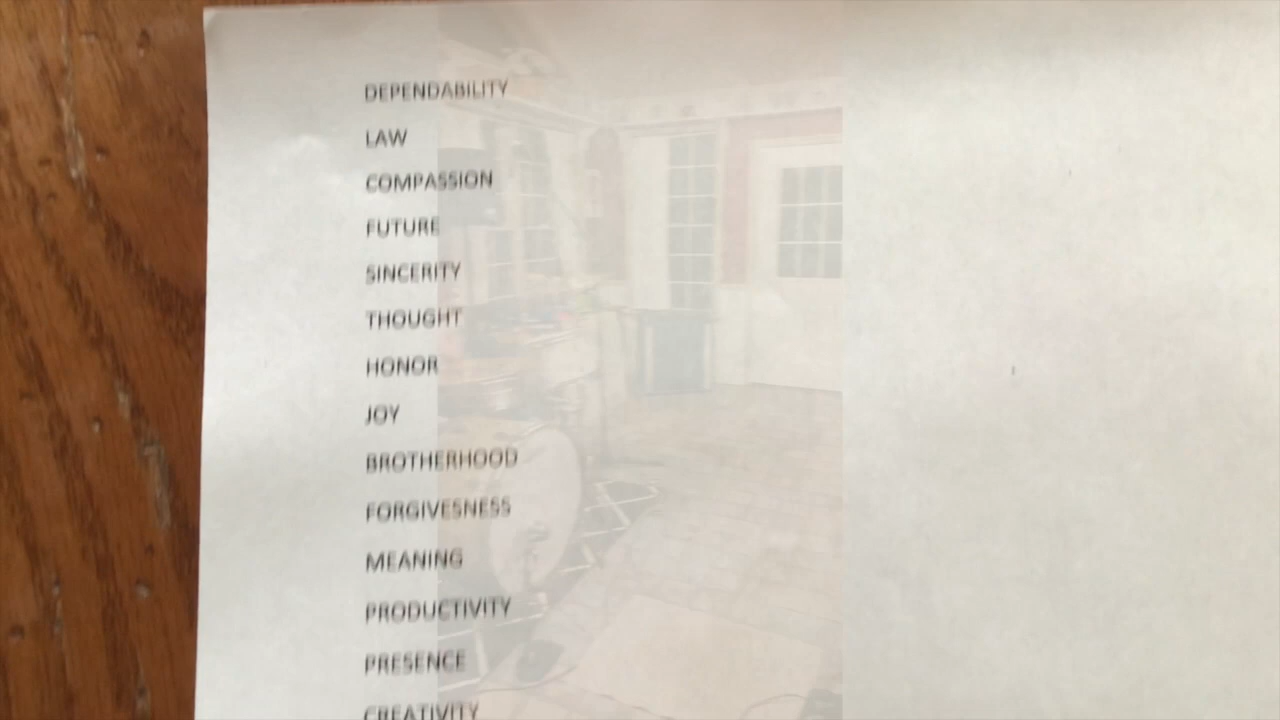 DEPENDABILITY
LAW
COMPASSION
FUTURE
SINCERITY
THOUGHT
HONOR
JOY
BROTHERHOOD
FORGIVESNESS
MEANING
PRODUCTIVITY
PRESENCE
CREATIVITY